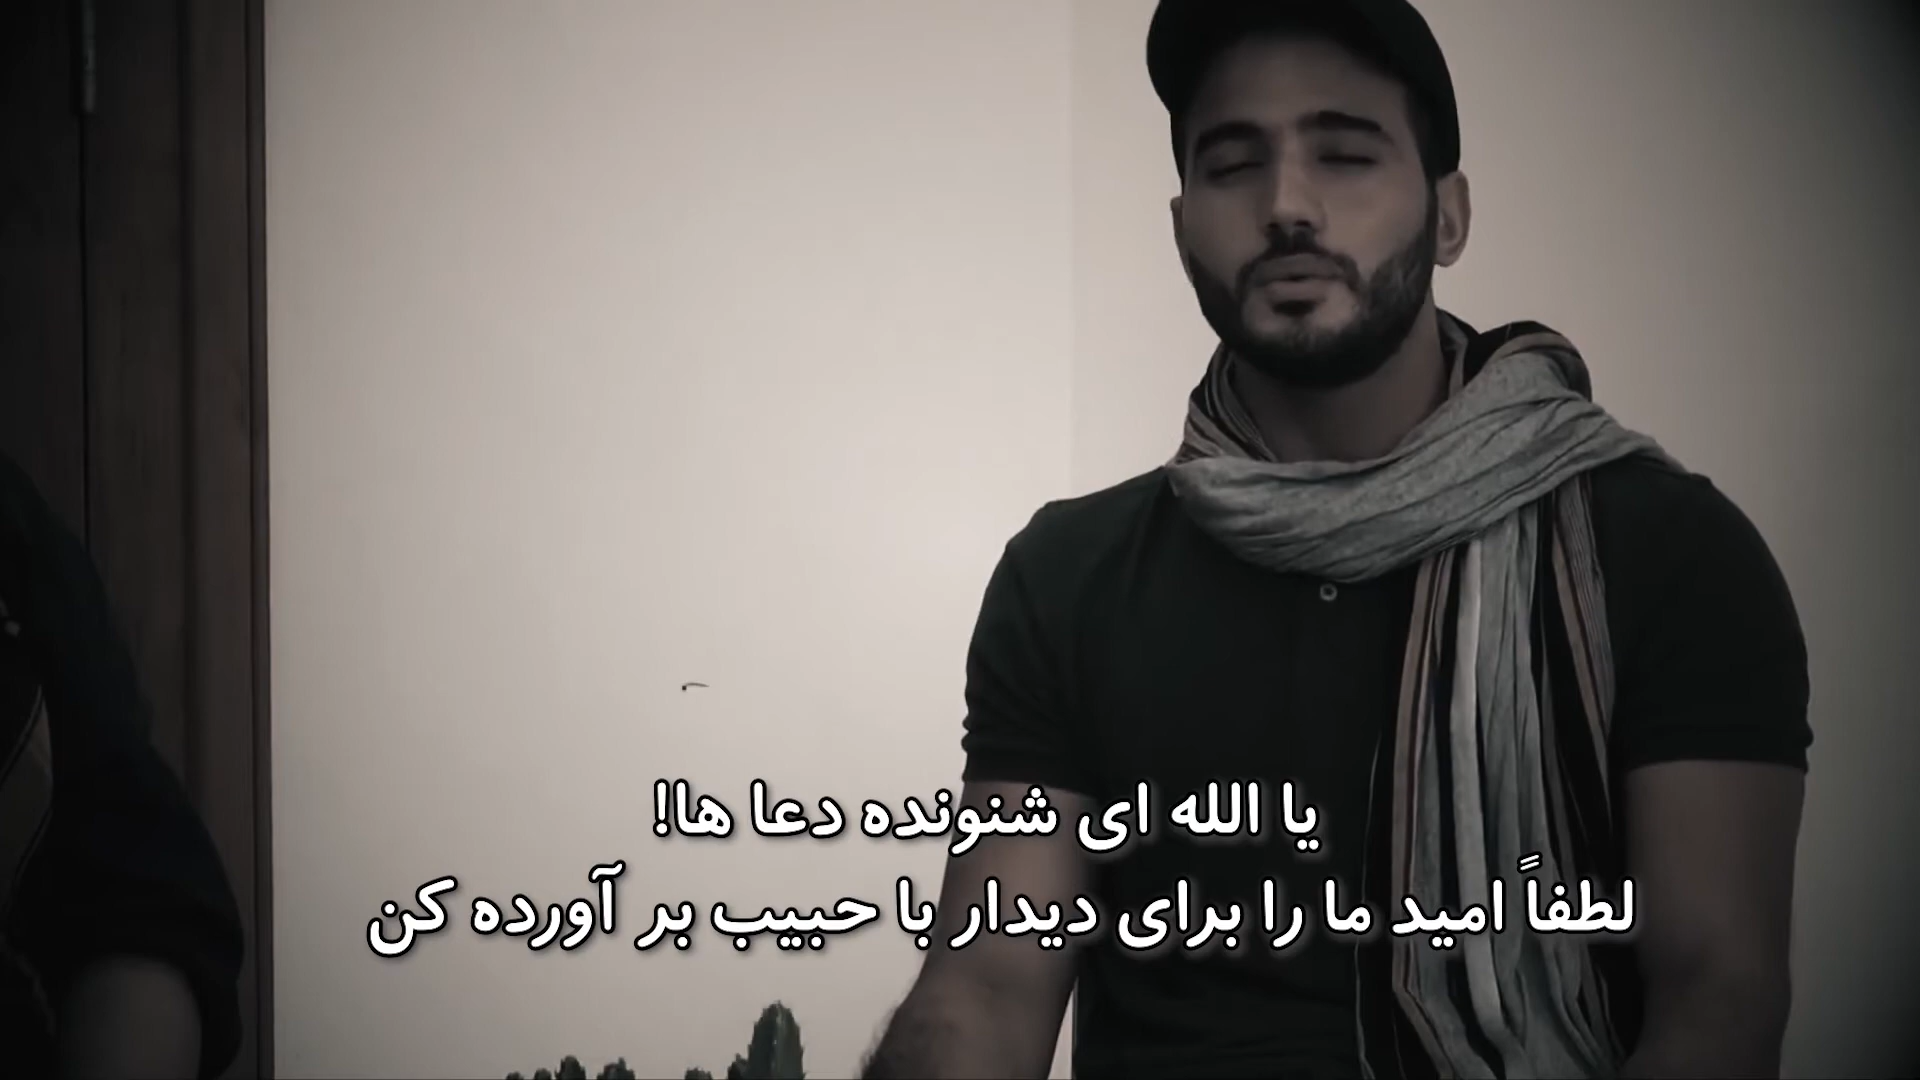 یا الله ای شنونده دعا ها!
لطفاً امید ما را برای دیدار با حبیب بر آورده کن